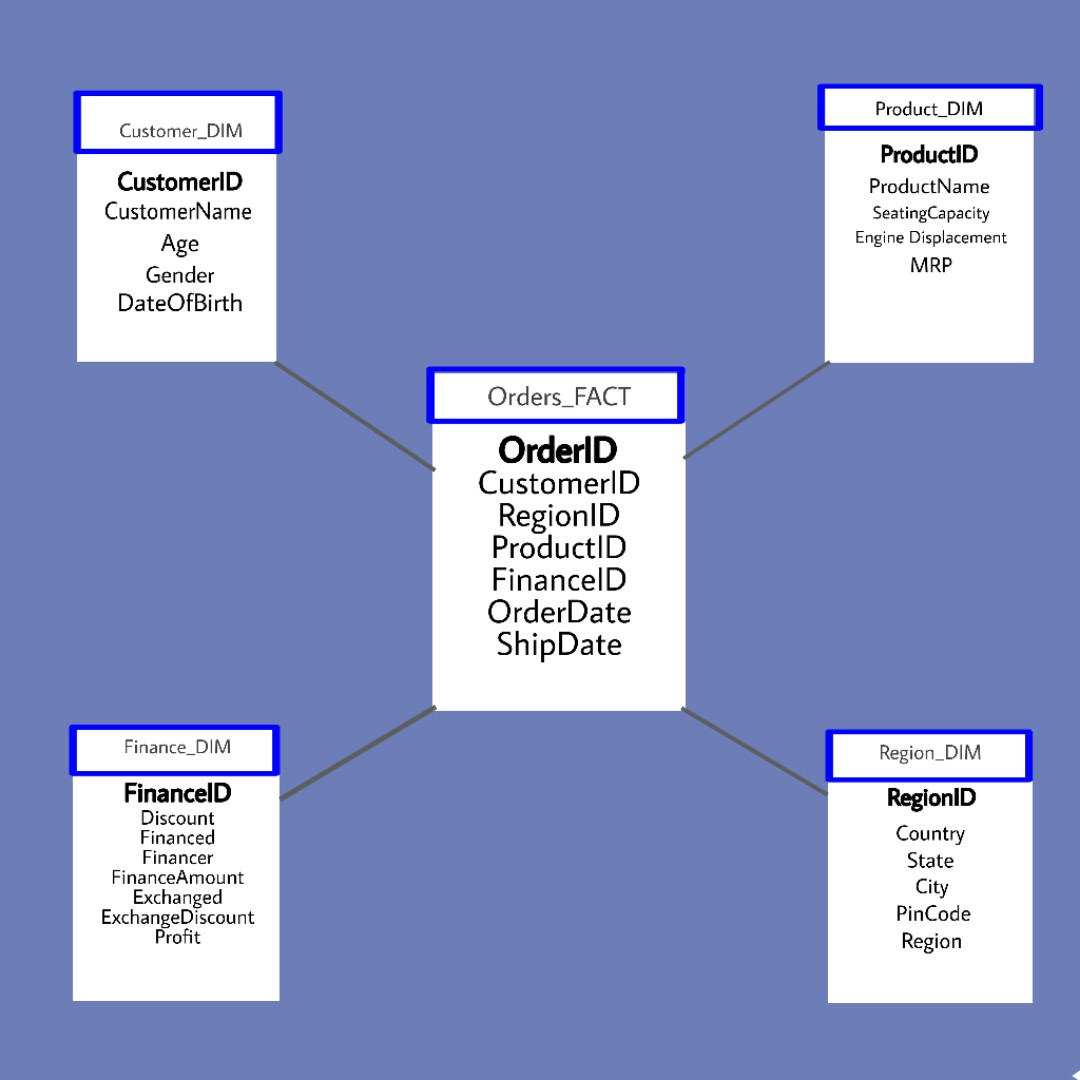 Customer_DIM
CustomerID
CustomerName
Age
Gender
DateOfBirth
Product_DIM
ProductID
ProductName
SeatingCapacity
Engine Displacement
MRP
Orders_FACT
OrderID
CustomerID
RegionID
ProductID
FinanceID
OrderDate
ShipDate
Finance_DIM
FinanceID
Discount
Financed
Financer
FinanceAmount
Exchanged
ExchangeDiscount
Profit
Region_DIM
RegionID
Country
State
City
PinCode
Region